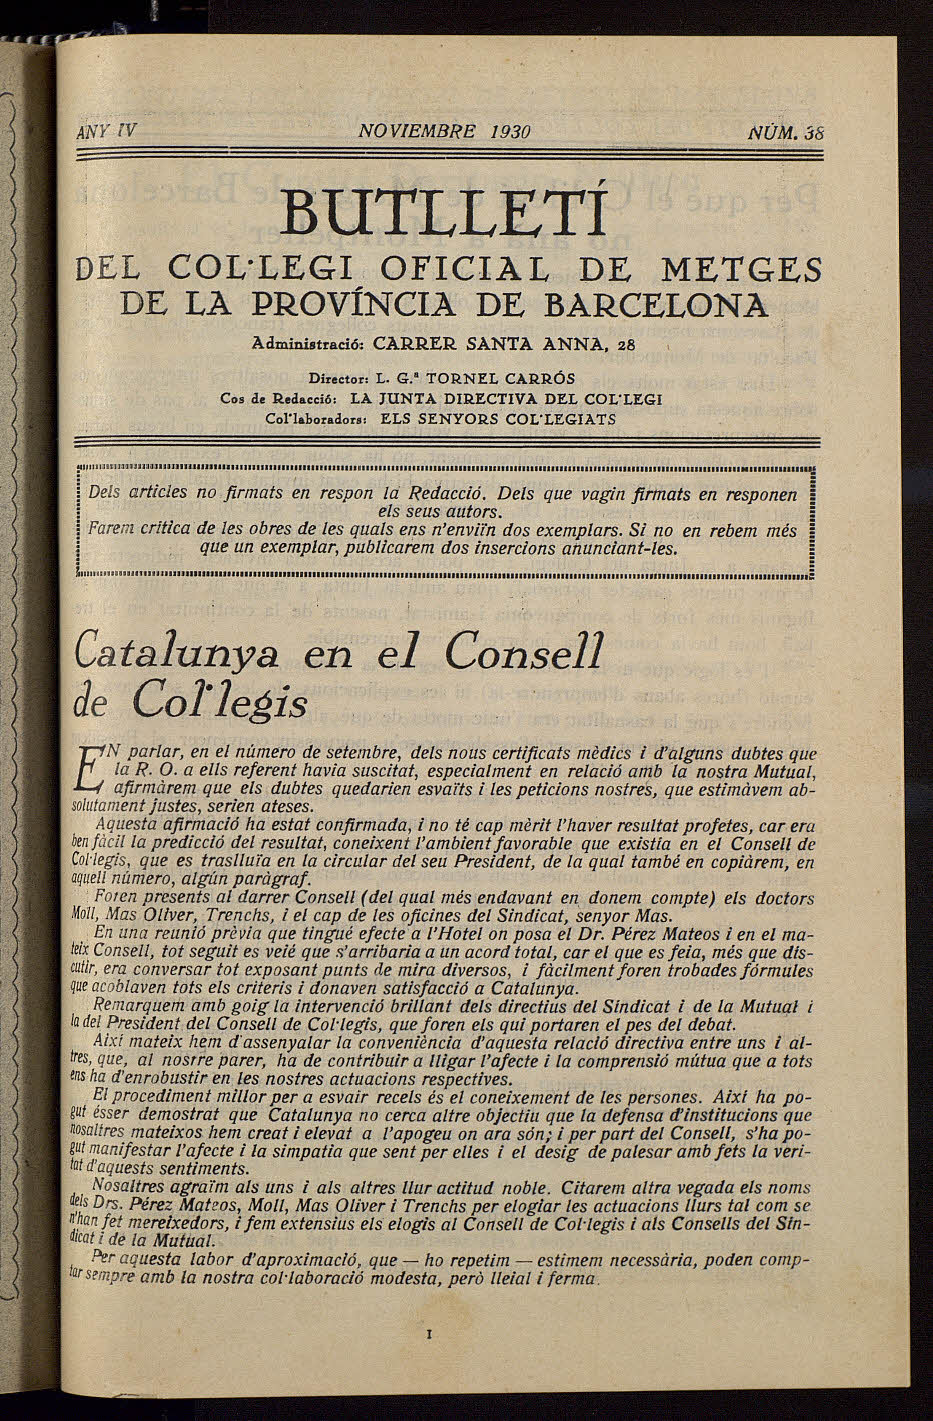 ANY IV NOVIEMBRE 1930 NÚM. 38
BUTLLETÍ
DEL COL·LEGI OFICIAL DE METGES
DE LA PROVÍNCIA DE BARCELONA
Administració: CARRER SANTA ANNA, 28
Director: L. G.ª TORNEL CARRÓS
Cos de Redacció: LA JUNTA DIRECTIVA DEL COL·LEGI
Col·laboradors: ELS SENYORS COL·LEGIATS
Dels articles no firmats en respon la Redacció. Dels que vagin firmats en responen
els seus autors.
Farem crítica de les obres de les quals ens n'enviïn dos exemplars. Si no en rebem més
que un exemplar, publicarem dos insercions anunciant-les.
Catalunya en el Consell
de Col·legis
EN parlar, en el número de setembre, dels nous certificats mèdics i d'alguns dubtes que
la R. O. a ells referent havia suscitat, especialment en relació amb la nostra Mutual,
afirmàrem que els dubtes quedarien esvaïts i les peticions nostres, que estimàvem ab-
solutament justes, serien ateses.
Aquesta afirmació ha estat confirmada, i no té cap mèrit l'haver resultat profetes, car era
ben fàcil la predicció del resultat, coneixent l'ambient favorable que existia en el Consell de
Col·legis, que es traslluïa en la circular del seu President, de la qual també en copiàrem, en
aquell número, algún paràgraf.
Foren presents al darrer Consell (del qual més endavant en donem compte) els doctors
Moll, Mas Oliver, Trenchs, i el cap de les oficines del Sindicat, senyor Mas.
En una reunió prèvia que tingué efecte a l'Hotel on posa el Dr. Pérez Mateos i en el ma-
teix Consell, tot seguit es veié que s'arribaria a un acord total, car el que es feia, més que dis-
cutir, era conversar tot exposant punts de mira diversos, i fàcilment foren trobades fórmules
que acoblaven tots els criteris i donaven satisfacció a Catalunya.
Remarquem amb goig la intervenció brillant dels directius del Sindicat i de la Mutual i
la del President del Consell de Col·legis, que foren els qui portaren el pes del debat.
Així mateix hem d'assenyalar la conveniència d'aquesta relació directiva entre uns i al-
tres, que, al nostre parer, ha de contribuir a lligar l'afecte i la comprensió mútua que a tots
ens ha d'enrobustir en les nostres actuacions respectives.
El procediment millor per a esvair recels és el coneixement de les persones. Així ha po-
gut ésser demostrat que Catalunya no cerca altre objectiu que la defensa d'institucions que
nosaltres mateixos hem creat i elevat a l'apogeu on ara són; i per part del Consell, s'ha po-
gut manifestar l'afecte i la simpatia que sent per elles i el desig de palesar amb fets la veri-
tat d'aquests sentiments.
Nosaltres agraïm als uns i als altres llur actitud noble. Citarem altra vegada els noms
dels Drs. Pérez Mateos, Moll, Mas Oliver i Trenchs per elogiar les actuacions llurs tal com se
n'han fet mereixedors, i fem extensius els elogis al Consell de Col·legis i als Consells del Sin-
dicat i de la Mutual.
Per aquesta labor d'aproximació, que — ho repetim — estimem necessària, poden comp-
tar sempre amb la nostra col·laboració modesta, però lleial i ferma.
1